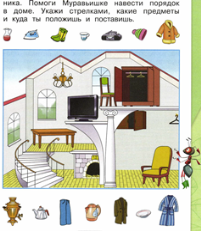 ника. Помоги Муравьишке навести порядок
в доме. Укажи стрелками, какие предметы
и куда ты положишь и поставишь.